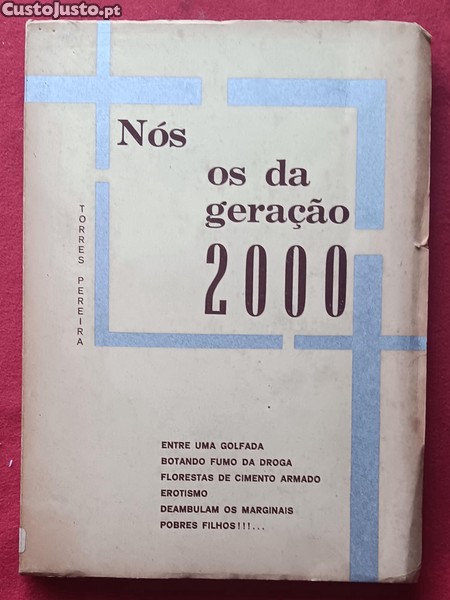 CustoJusto.pt
Nós
os da
geração
2000
TORRES PEREIRA
ENTRE UMA GOLFADA
BOTANDO FUMO DA DROGA
FLORESTAS DE CIMENTO ARMADO
EROTISMO
DEAMBULAM OS MARGINAIS
POBRES FILHOS!!!...